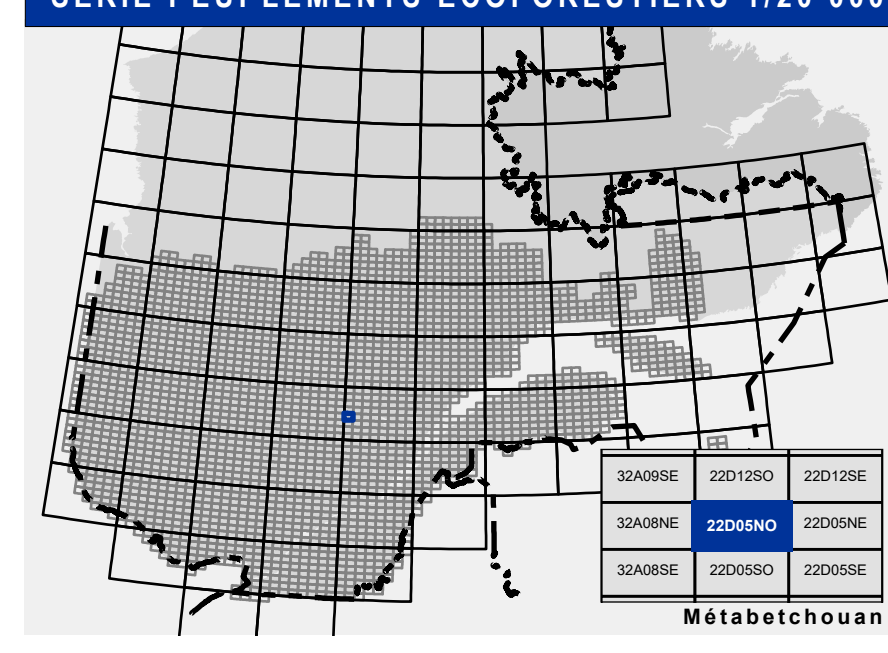 SÉRIE PEUPLEMENTS ÉCOFORESTIERS 1/20 000
32A09SE 22D12SO 22D12SE
32A08NE 22D05NO 22D05NE
32A08SE 22D05SO 22D05SE
Métabetchouan